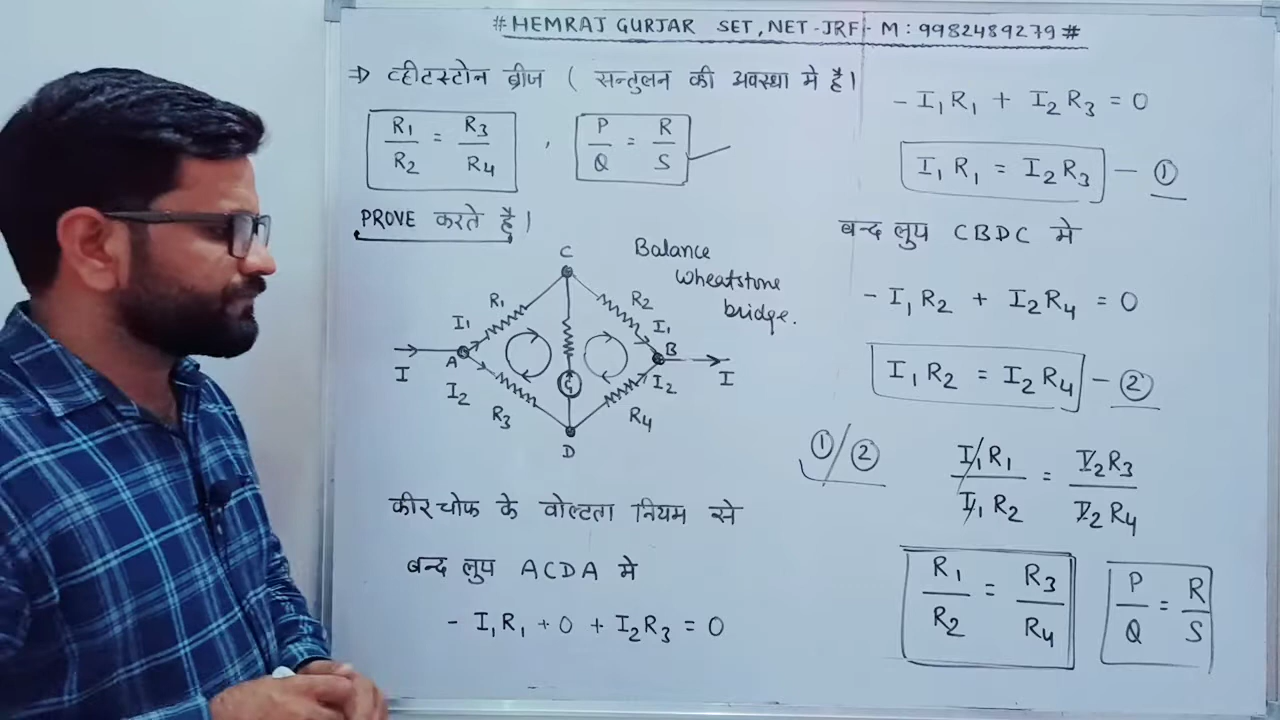 # HEMRAJ GURJAR SET, NET-JRF - M : 9982489279 #
⇒ व्हीटस्टोन ब्रीज ( सन्तुलन की अवस्था मे है।
R₁/R₂ = R₃/R₄ , P/Q = R/S
PROVE करते है।
Balance
Wheatstone
bridge.
C
R₁ R₂
I₁ I₁
A B
I I
I₂ G I₂
R₃ R₄
D
कीरचोफ के वोल्टता नियम से
बन्द लुप ACDA मे
- I₁R₁ + 0 + I₂R₃ = 0
- I₁R₁ + I₂R₃ = 0
I₁R₁ = I₂R₃ — ①
बन्द लुप CBDC मे
- I₁R₂ + I₂R₄ = 0
I₁R₂ = I₂R₄ — ②
①/② I₁R₁/I₁R₂ = I₂R₃/I₂R₄
R₁/R₂ = R₃/R₄ P/Q = R/S